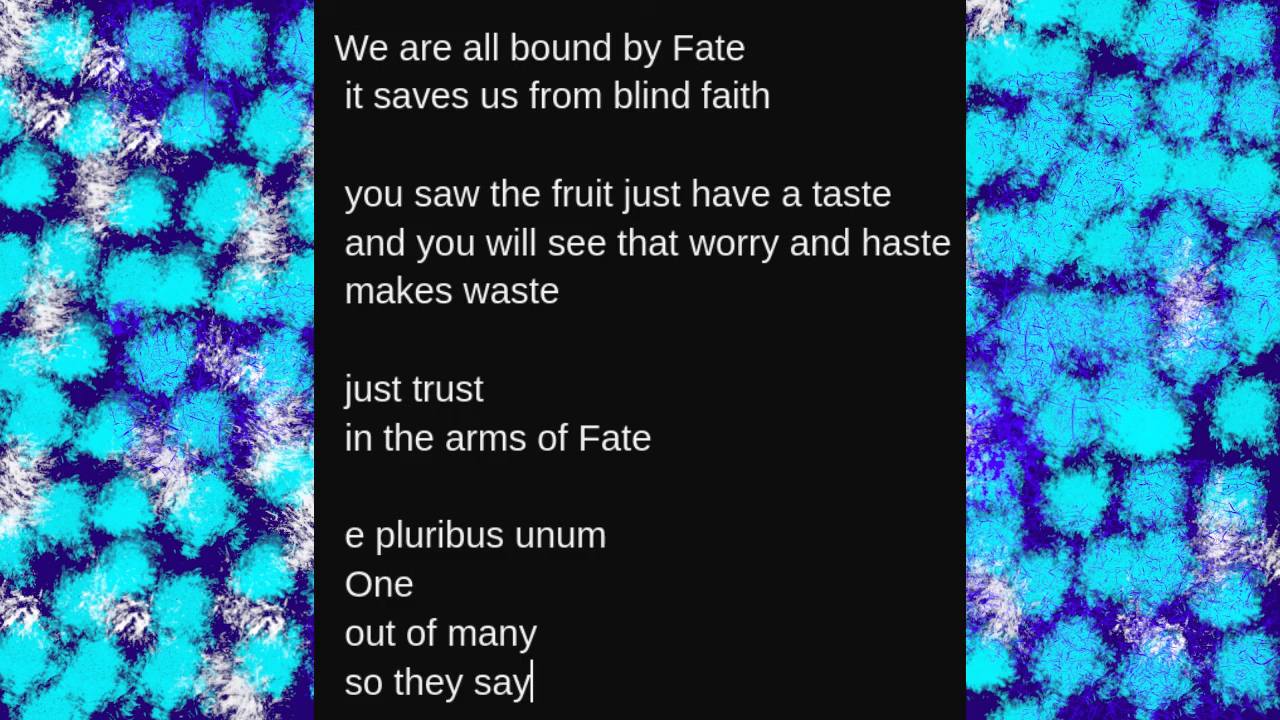 We are all bound by Fate
it saves us from blind faith
you saw the fruit just have a taste
and you will see that worry and haste
makes waste
just trust
in the arms of Fate
e pluribus unum
One
out of many
so they say